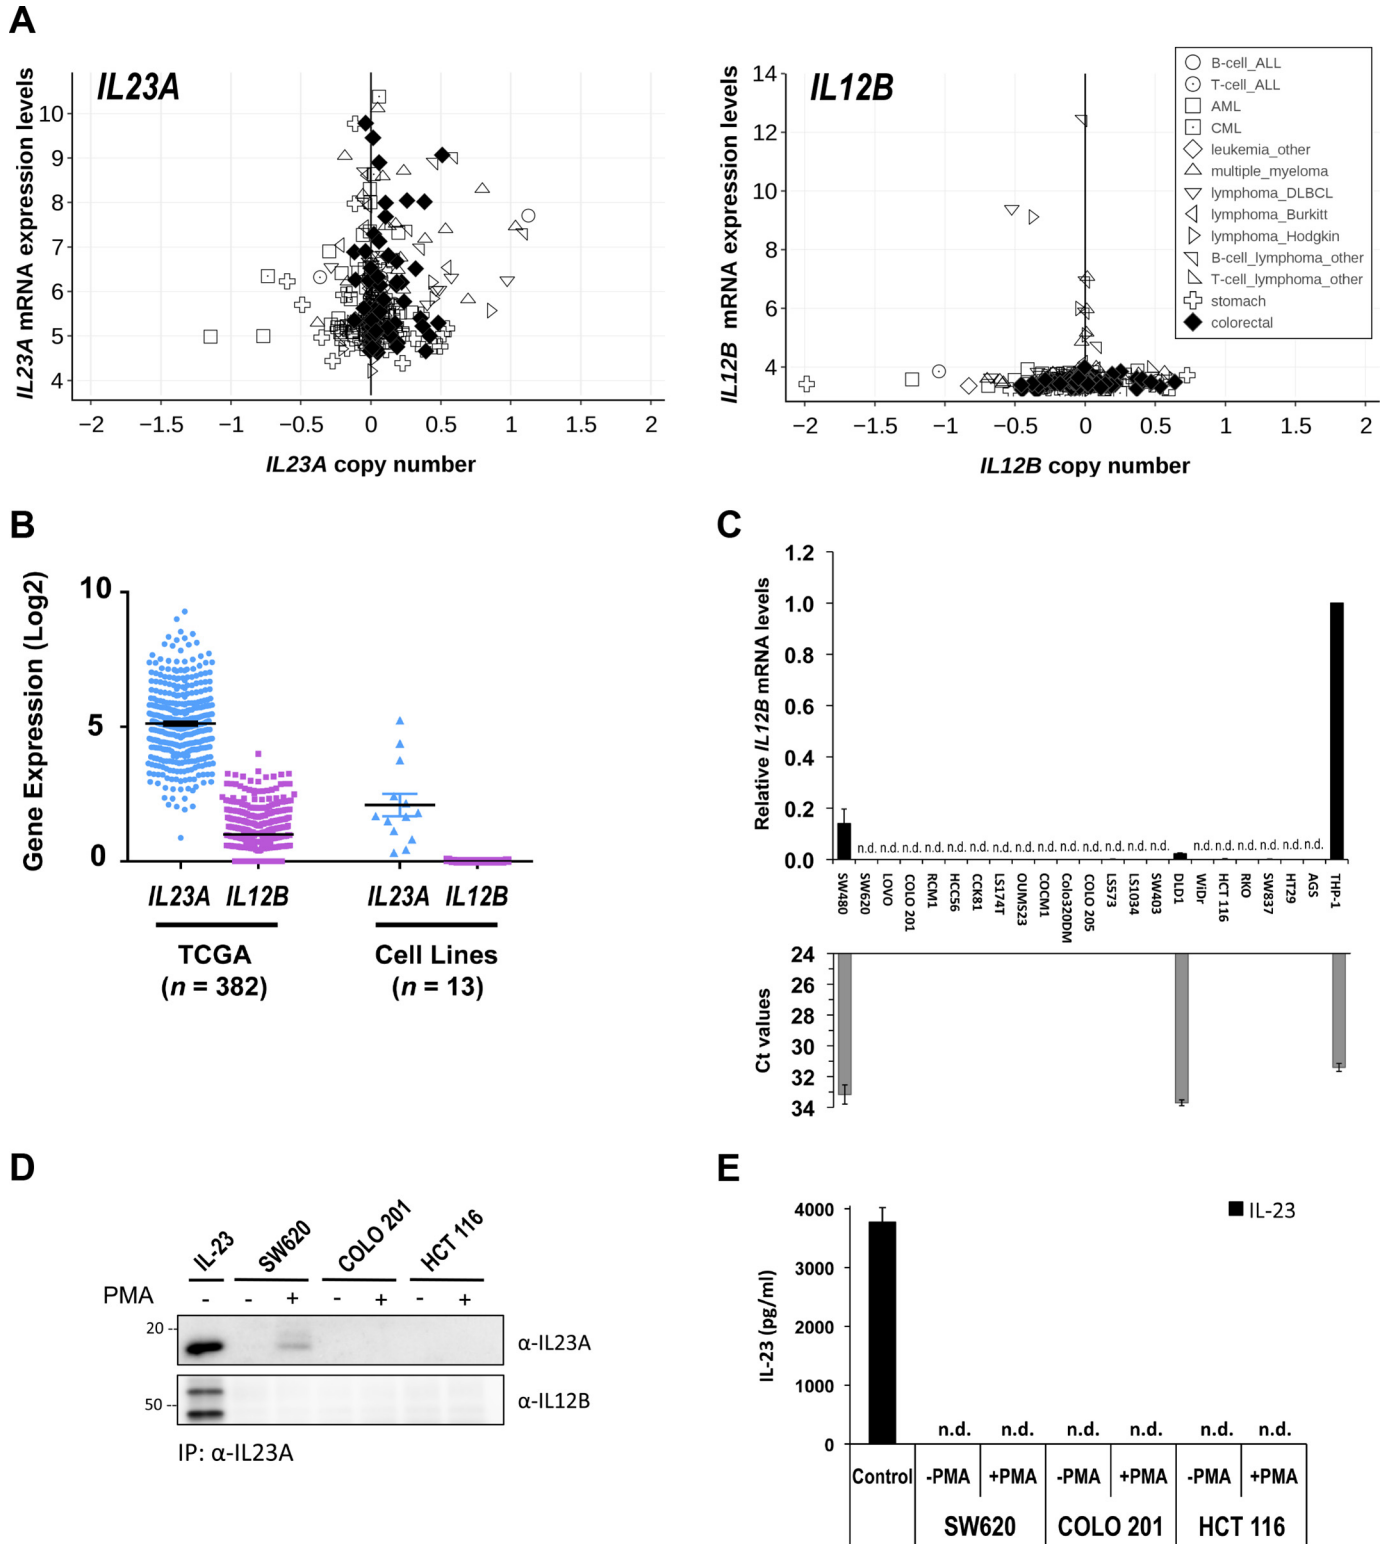 A
IL23A
IL23A mRNA expression levels
10
9
8
7
6
5
4
−2 −1.5 −1 −0.5 0 0.5 1 1.5 2
IL23A copy number
IL12B
IL12B mRNA expression levels
14
12
10
8
6
4
−2 −1.5 −1 −0.5 0 0.5 1 1.5 2
IL12B copy number
B-cell_ALL
T-cell_ALL
AML
CML
leukemia_other
multiple_myeloma
lymphoma_DLBCL
lymphoma_Burkitt
lymphoma_Hodgkin
B-cell_lymphoma_other
T-cell_lymphoma_other
stomach
colorectal
B
Gene Expression (Log2)
10
5
0
IL23A IL12B IL23A IL12B
TCGA Cell Lines
(n = 382) (n = 13)
C
Relative IL12B mRNA levels
1.2
1.0
0.8
0.6
0.4
0.2
0.0
n.d. n.d. n.d. n.d. n.d. n.d. n.d. n.d. n.d. n.d. n.d. n.d. n.d. n.d. n.d. n.d. n.d. n.d. n.d. n.d.
SW480
SW620
LOVO
COLO 201
RCM1
HCC56
CCK81
LS174T
OUMS23
COCM1
Colo320DM
COLO 205
LS573
LS1034
SW403
DLD1
WiDr
HCT 116
RKO
SW837
HT29
AGS
THP-1
Ct values
24
26
28
30
32
34
D
IL-23 SW620 COLO 201 HCT 116
PMA - - + - + - +
20
α-IL23A
50
α-IL12B
IP: α-IL23A
E
IL-23
IL-23 (pg/ml)
4000
3000
2000
1000
0
n.d. n.d. n.d. n.d. n.d. n.d.
Control -PMA +PMA -PMA +PMA -PMA +PMA
SW620 COLO 201 HCT 116